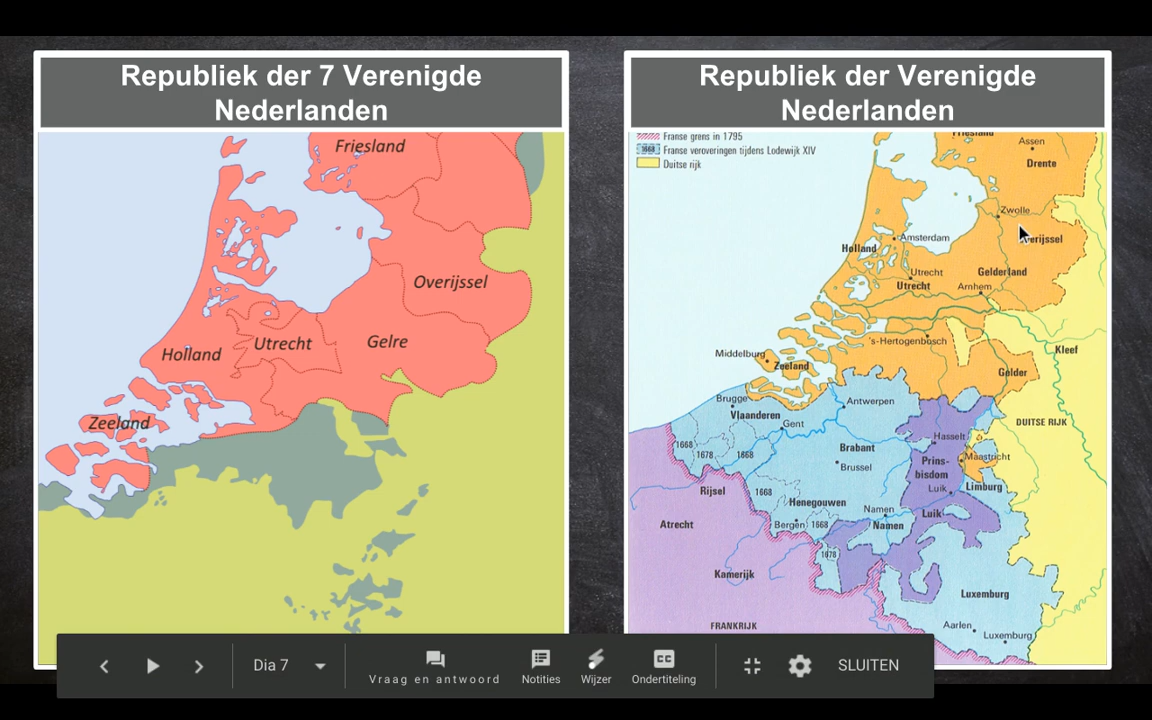 Republiek der 7 Verenigde
Nederlanden
Friesland
Overijssel
Gelre
Utrecht
Holland
Zeeland
Republiek der Verenigde
Nederlanden
Franse grens in 1795
1668 Franse veroveringen tijdens Lodewijk XIV
Duitse rijk
Friesland
Assen
Drente
Zwolle
Amsterdam
Holland
Utrecht
Gelderland
Utrecht
Arnhem
's-Hertogenbosch
Kleef
Middelburg
Zeeland
Gelder
Brugge
Antwerpen
Vlaanderen
Gent
DUITSE RIJK
Hasselt
1668
Brabant
1678
1668
Maastricht
Brussel
Prins-
bisdom
Luik
Limburg
Rijsel
1668
Henegouwen
Namen
Luik
Atrecht
Bergen
1668
Namen
1678
Kamerijk
Luxemburg
FRANKRIJK
Aarlen
Luxemburg
Dia 7
Vraag en antwoord
Notities
Wijzer
CC
Ondertiteling
SLUITEN